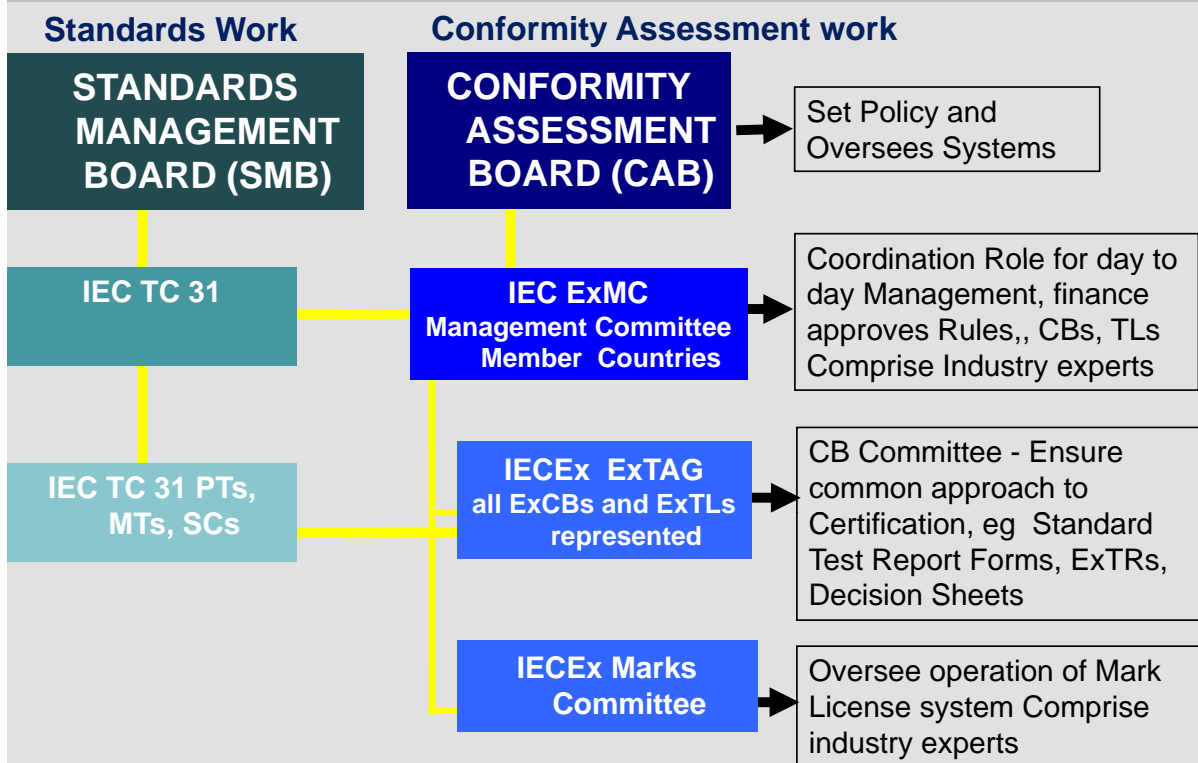 Standards Work
Conformity Assessment work
STANDARDS
MANAGEMENT
BOARD (SMB)
CONFORMITY
ASSESSMENT
BOARD (CAB)
Set Policy and
Oversees Systems
IEC TC 31
IEC ExMC
Management Committee
Member Countries
Coordination Role for day to
day Management, finance
approves Rules,, CBs, TLs
Comprise Industry experts
IEC TC 31 PTs,
MTs, SCs
IECEx ExTAG
all ExCBs and ExTLs
represented
CB Committee - Ensure
common approach to
Certification, eg Standard
Test Report Forms, ExTRs,
Decision Sheets
IECEx Marks
Committee
Oversee operation of Mark
License system Comprise
industry experts